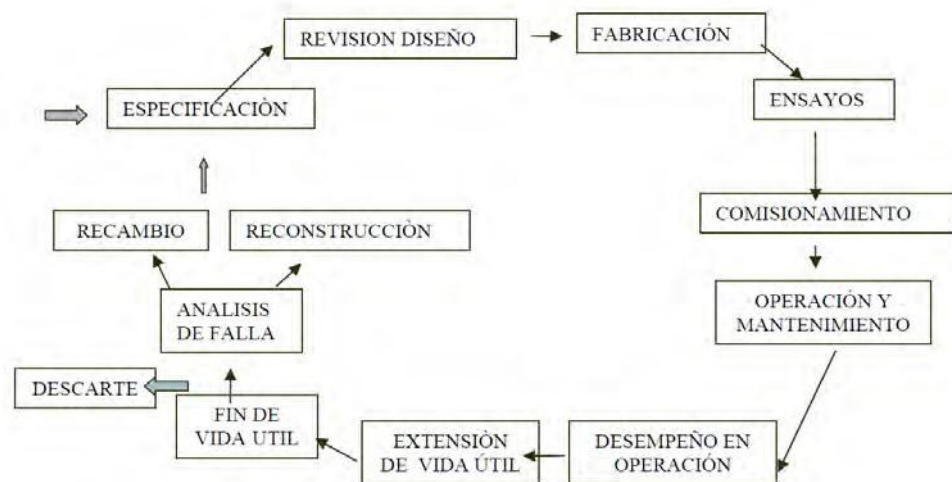 REVISION DISEÑO
FABRICACIÓN
ESPECIFICACIÒN
ENSAYOS
RECAMBIO
RECONSTRUCCIÒN
COMISIONAMIENTO
ANALISIS
DE FALLA
OPERACIÓN Y
MANTENIMIENTO
DESCARTE
FIN DE
VIDA UTIL
EXTENSIÒN
DE VIDA ÚTIL
DESEMPEÑO EN
OPERACIÓN